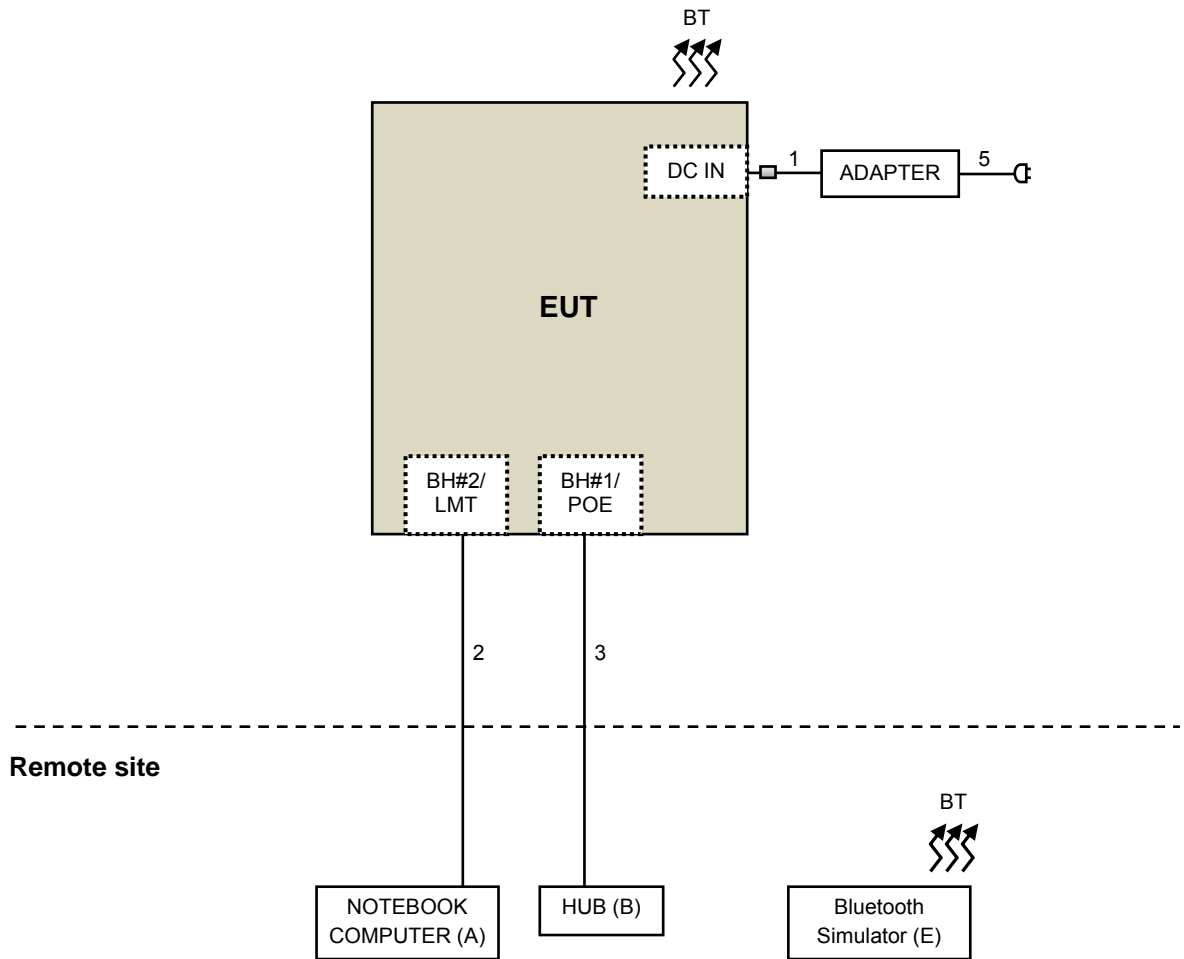 BT
DC IN
1
ADAPTER
5
EUT
BH#2/
LMT
BH#1/
POE
2
3
Remote site
BT
NOTEBOOK
COMPUTER (A)
HUB (B)
Bluetooth
Simulator (E)